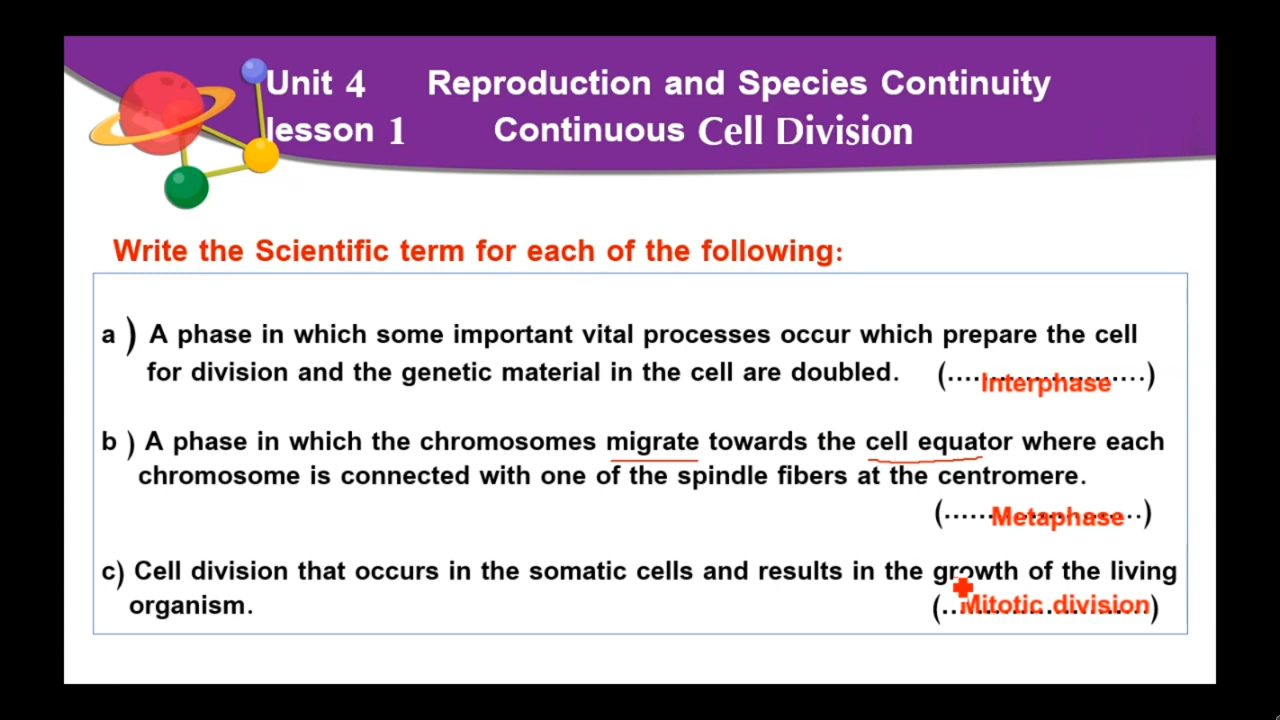 Unit 4 Reproduction and Species Continuity
lesson 1 Continuous Cell Division
Write the Scientific term for each of the following:
a ) A phase in which some important vital processes occur which prepare the cell
for division and the genetic material in the cell are doubled. (....Interphase....)
b ) A phase in which the chromosomes migrate towards the cell equator where each
chromosome is connected with one of the spindle fibers at the centromere.
(......Metaphase..)
c) Cell division that occurs in the somatic cells and results in the growth of the living
organism. (..Mitotic division)